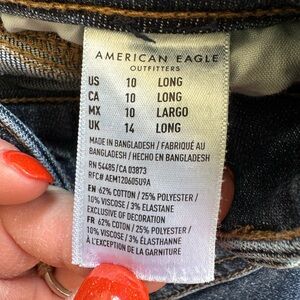 AMERICAN EAGLE
OUTFITTERS
US 10 LONG
CA 10 LONG
MX 10 LARGO
UK 14 LONG
MADE IN BANGLADESH / FABRIQUÉ AU
BANGLADESH / HECHO EN BANGLADESH
RN 54485/CA 03873
RFC# AEM120605U9A
EN 62% COTTON / 25% POLYESTER /
10% VISCOSE / 3% ELASTANE
EXCLUSIVE OF DECORATION
FR 62% COTON / 25% POLYESTER /
10% VISCOSE / 3% ÉLASTHANNE
À L'EXCEPTION DE LA GARNITURE